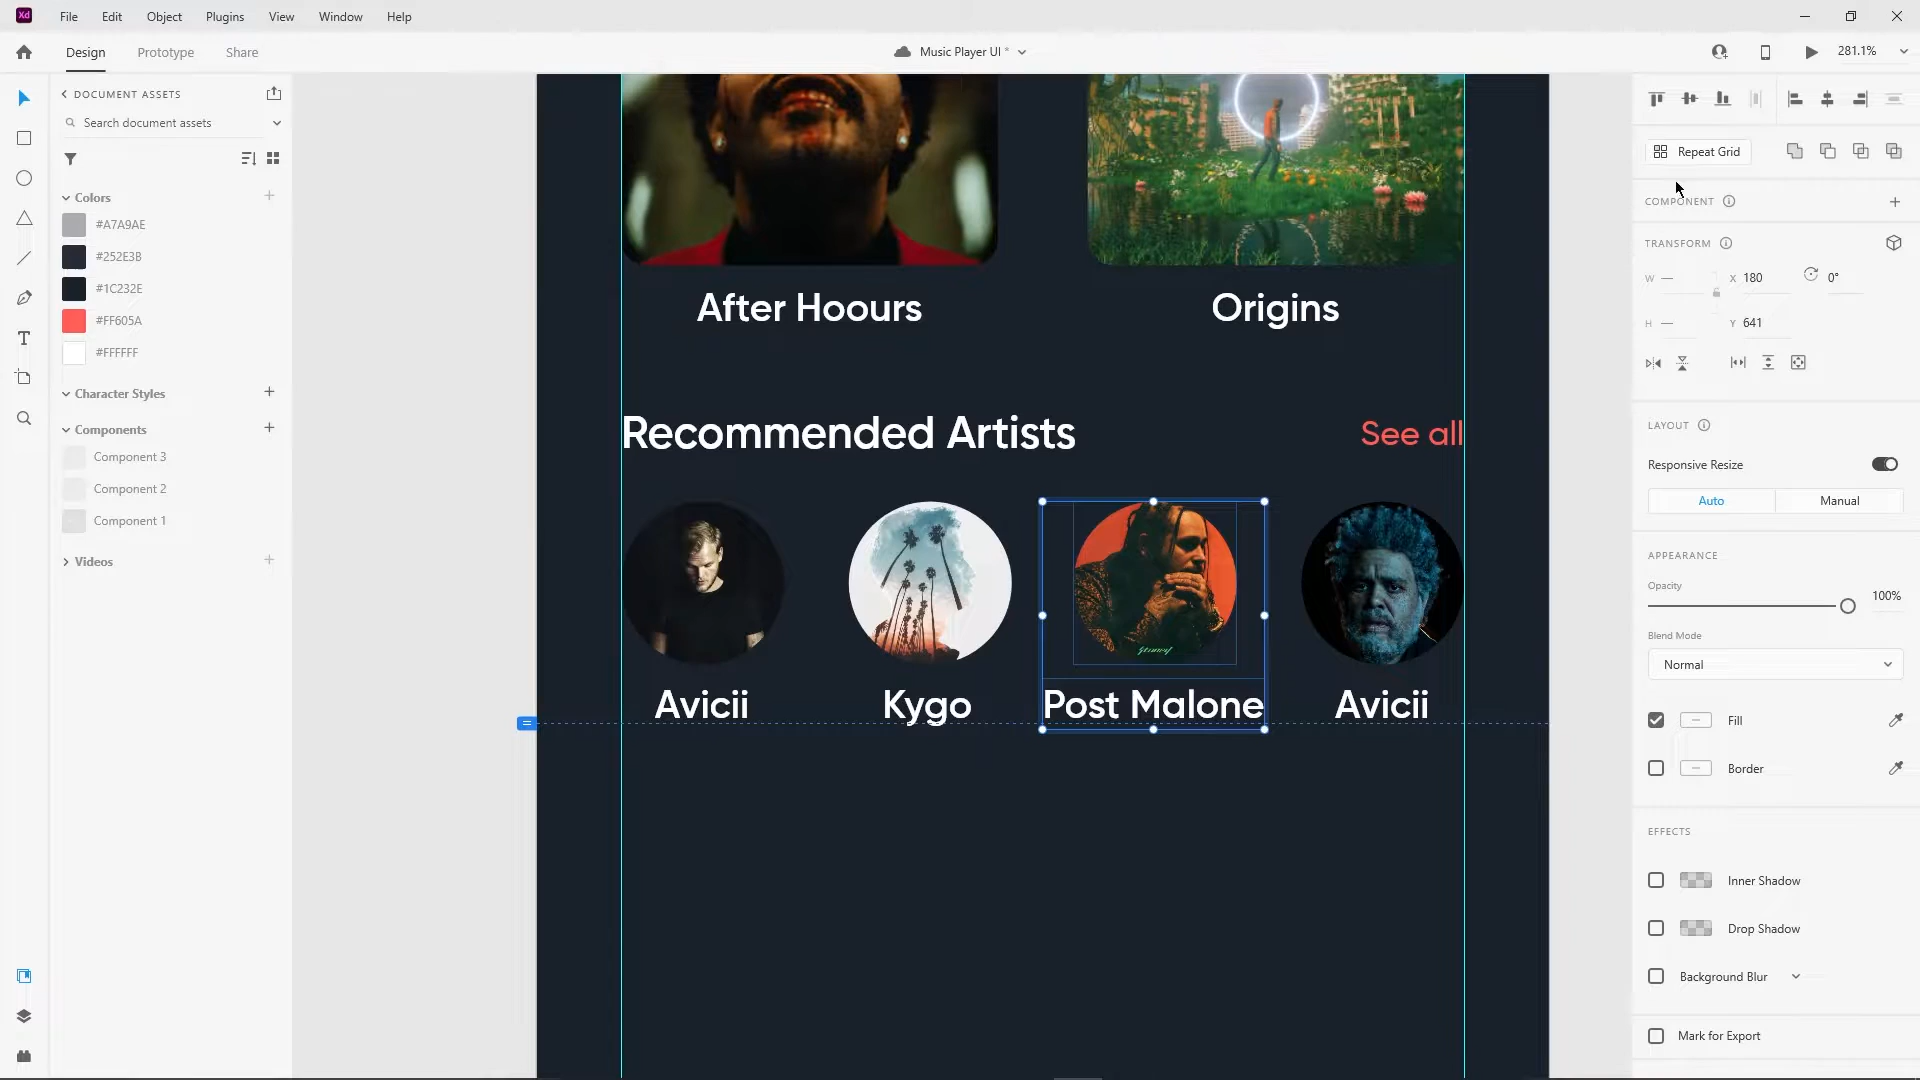 Xd File Edit Object Plugins View Window Help
Design Prototype Share
Music Player UI *
281.1%
DOCUMENT ASSETS
Search document assets
Colors
#A7A9AE
#252E3B
#1C232E
#FF605A
#FFFFFF
Character Styles
Components
Component 3
Component 2
Component 1
Videos
After Hoours
Origins
Recommended Artists
See all
Avicii
Kygo
Post Malone
Avicii
Repeat Grid
COMPONENT
TRANSFORM
W — X 180 0°
H — Y 641
LAYOUT
Responsive Resize
Auto Manual
APPEARANCE
Opacity
100%
Blend Mode
Normal
Fill
Border
EFFECTS
Inner Shadow
Drop Shadow
Background Blur
Mark for Export